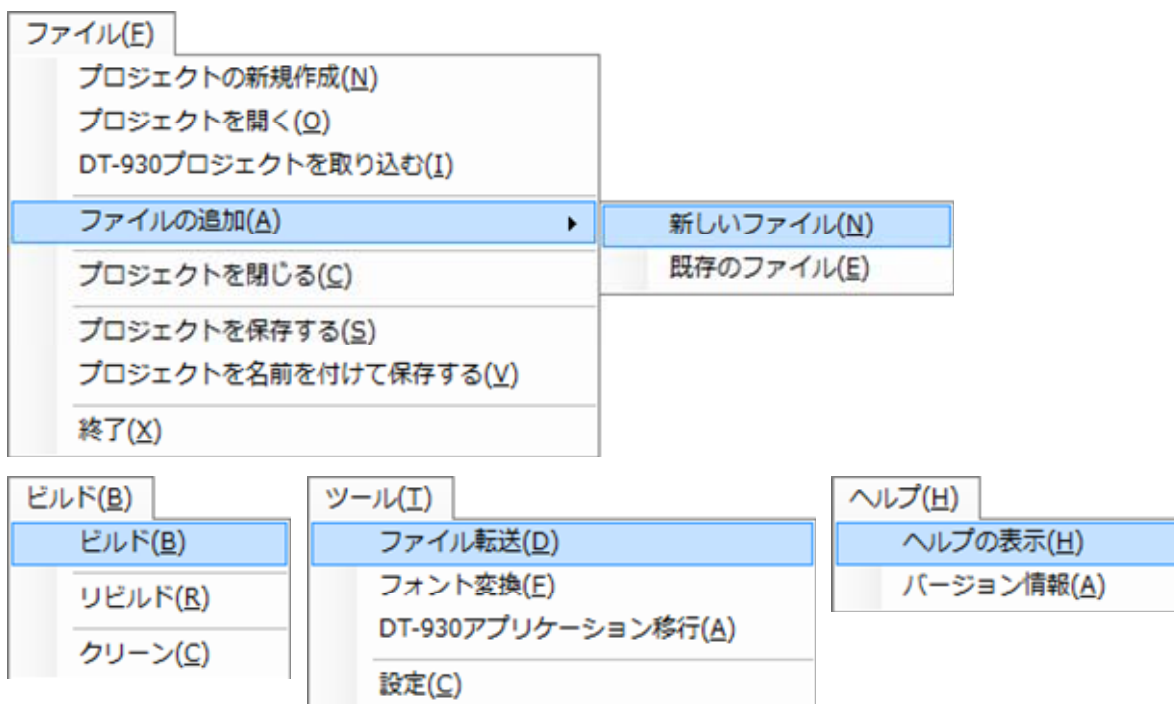 ファイル(F)
プロジェクトの新規作成(N)
プロジェクトを開く(O)
DT-930プロジェクトを取り込む(I)
ファイルの追加(A)
新しいファイル(N)
既存のファイル(E)
プロジェクトを閉じる(C)
プロジェクトを保存する(S)
プロジェクトを名前を付けて保存する(V)
終了(X)
ビルド(B)
ビルド(B)
リビルド(R)
クリーン(C)
ツール(T)
ファイル転送(D)
フォント変換(F)
DT-930アプリケーション移行(A)
設定(C)
ヘルプ(H)
ヘルプの表示(H)
バージョン情報(A)